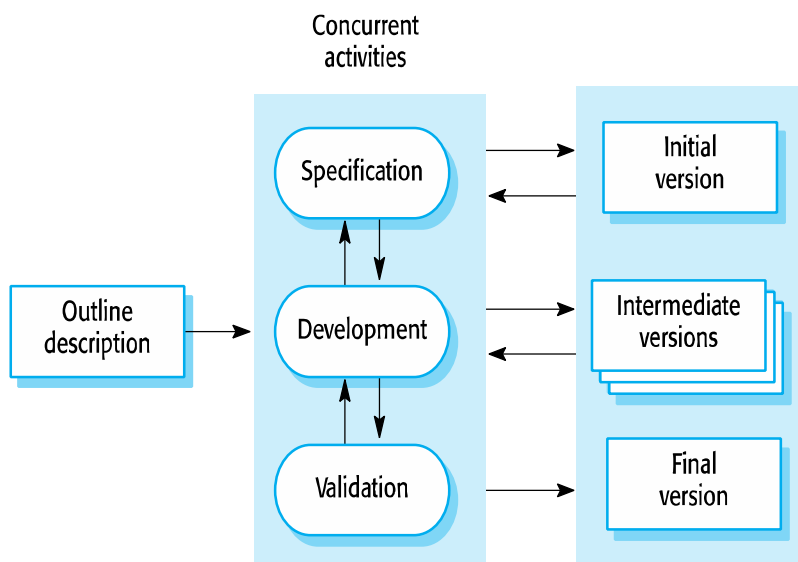 Concurrent
activities
Specification
Initial
version
Outline
description
Development
Intermediate
versions
Validation
Final
version